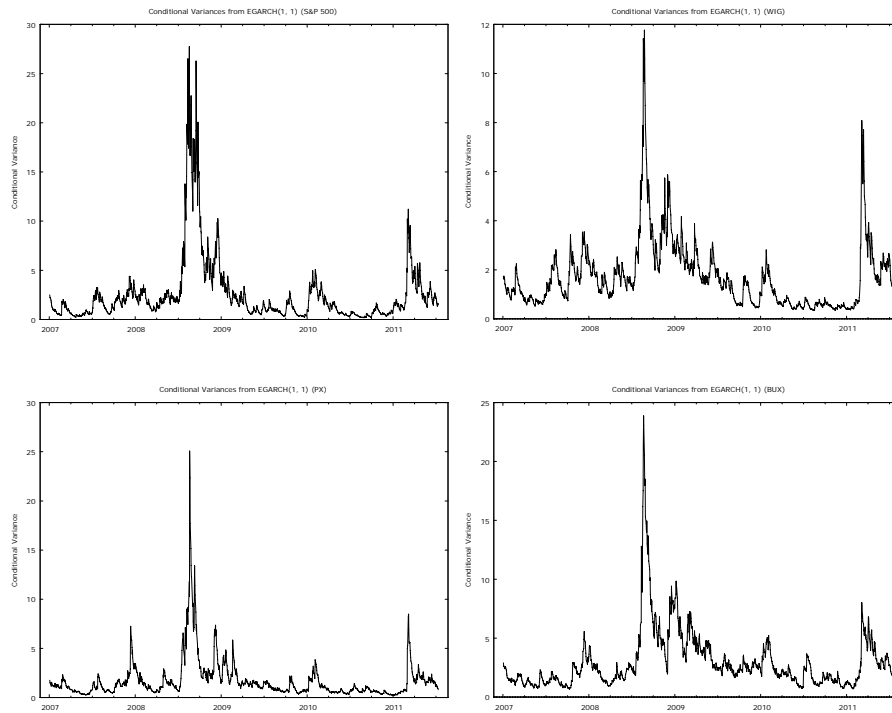 Conditional Variances from EGARCH(1, 1) (S&P 500)
Conditional Variance
30
25
20
15
10
5
0
2007 2008 2009 2010 2011
Conditional Variances from EGARCH(1, 1) (WIG)
Conditional Variance
12
10
8
6
4
2
0
2007 2008 2009 2010 2011
Conditional Variances from EGARCH(1, 1) (PX)
Conditional Variance
30
25
20
15
10
5
0
2007 2008 2009 2010 2011
Conditional Variances from EGARCH(1, 1) (BUX)
Conditional Variance
25
20
15
10
5
0
2007 2008 2009 2010 2011